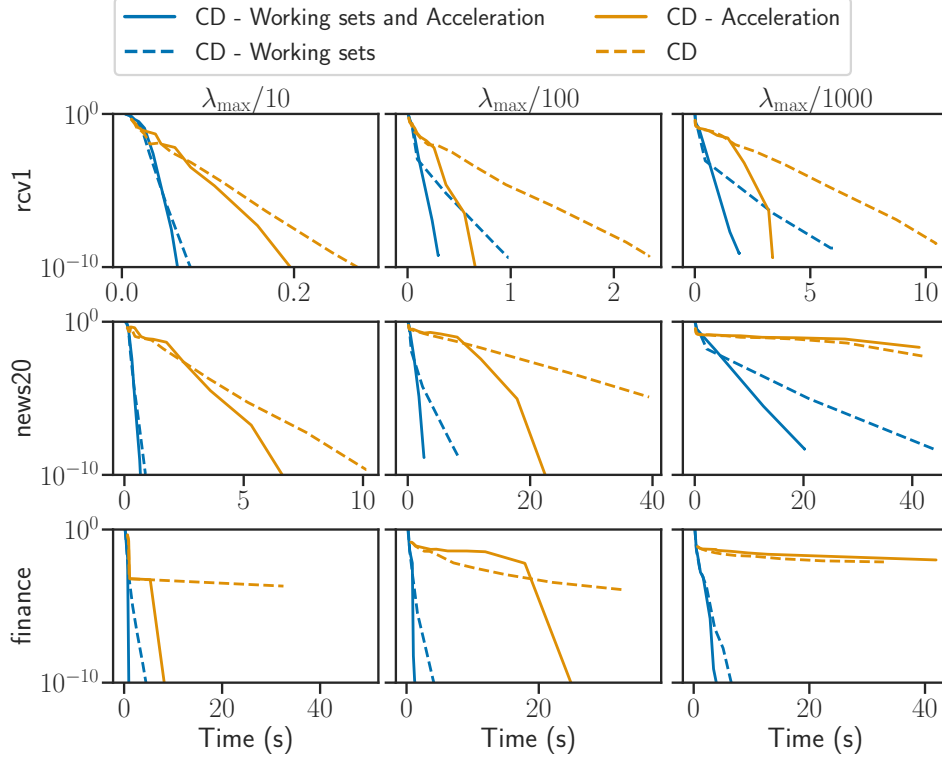 CD - Working sets and Acceleration CD - Acceleration
CD - Working sets CD
λmax/10 λmax/100 λmax/1000
rcv1
10^0
10^-10
0.0 0.2 0 1 2 0 5 10
news20
10^0
10^-10
0 5 10 0 20 40 0 20 40
finance
10^0
10^-10
0 20 40 0 20 0 20 40
Time (s) Time (s) Time (s)